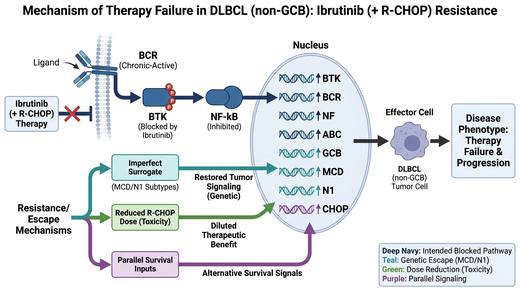 Mechanism of Therapy Failure in DLBCL (non-GCB): Ibrutinib (+ R-CHOP) Resistance
Ligand
BCR
(Chronic-Active)
Ibrutinib
(+ R-CHOP)
Therapy
BTK
(Blocked by
Ibrutinib)
NF-kB
(Inhibited)
Nucleus
BTK
BCR
NF
ABC
GCB
MCD
N1
CHOP
Effector Cell
DLBCL
(non-GCB)
Tumor Cell
Disease
Phenotype:
Therapy
Failure &
Progression
Resistance/
Escape
Mechanisms
Imperfect
Surrogate
(MCD/N1 Subtypes)
Restored Tumor
Signaling
(Genetic)
Reduced R-CHOP
Dose (Toxicity)
Diluted
Therapeutic
Benefit
Parallel Survival
Inputs
Alternative Survival Signals
Deep Navy: Intended Blocked Pathway
Teal: Genetic Escape (MCD/N1)
Green: Dose Reduction (Toxicity)
Purple: Parallel Signaling